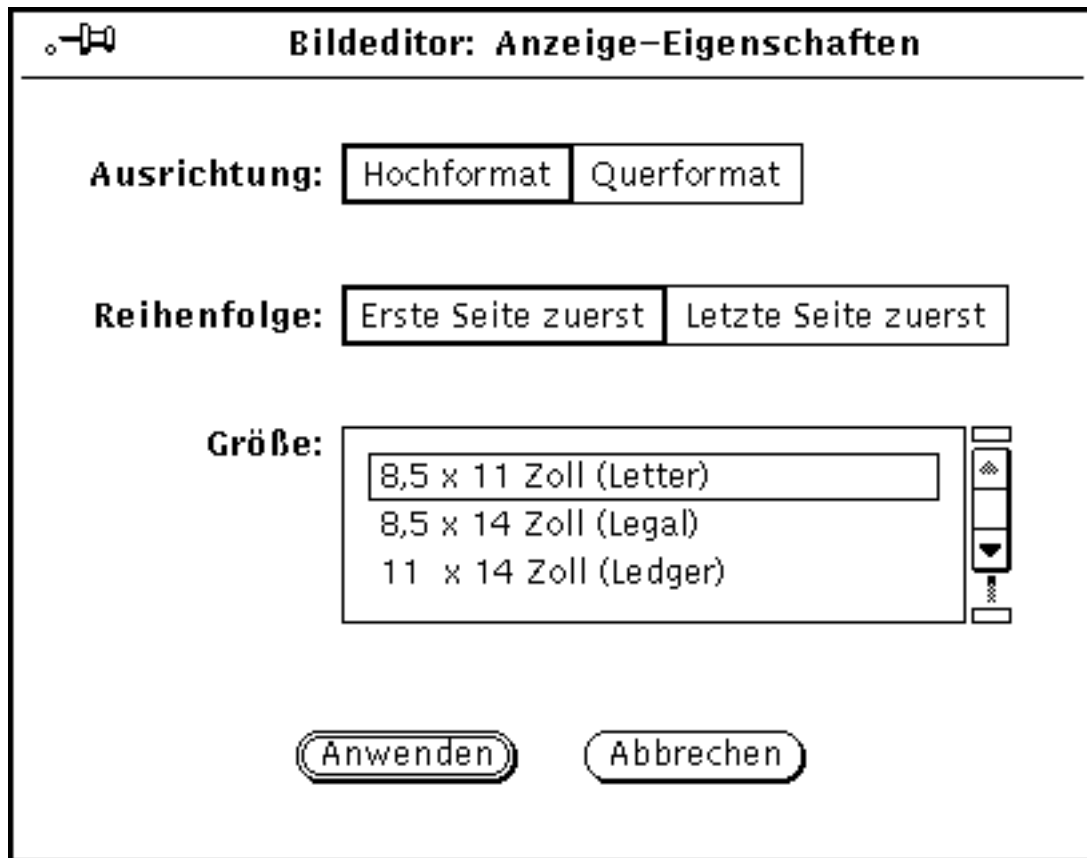 Bildeditor: Anzeige-Eigenschaften
Ausrichtung: Hochformat Querformat
Reihenfolge: Erste Seite zuerst Letzte Seite zuerst
Größe:
8,5 x 11 Zoll (Letter)
8,5 x 14 Zoll (Legal)
11 x 14 Zoll (Ledger)
Anwenden Abbrechen